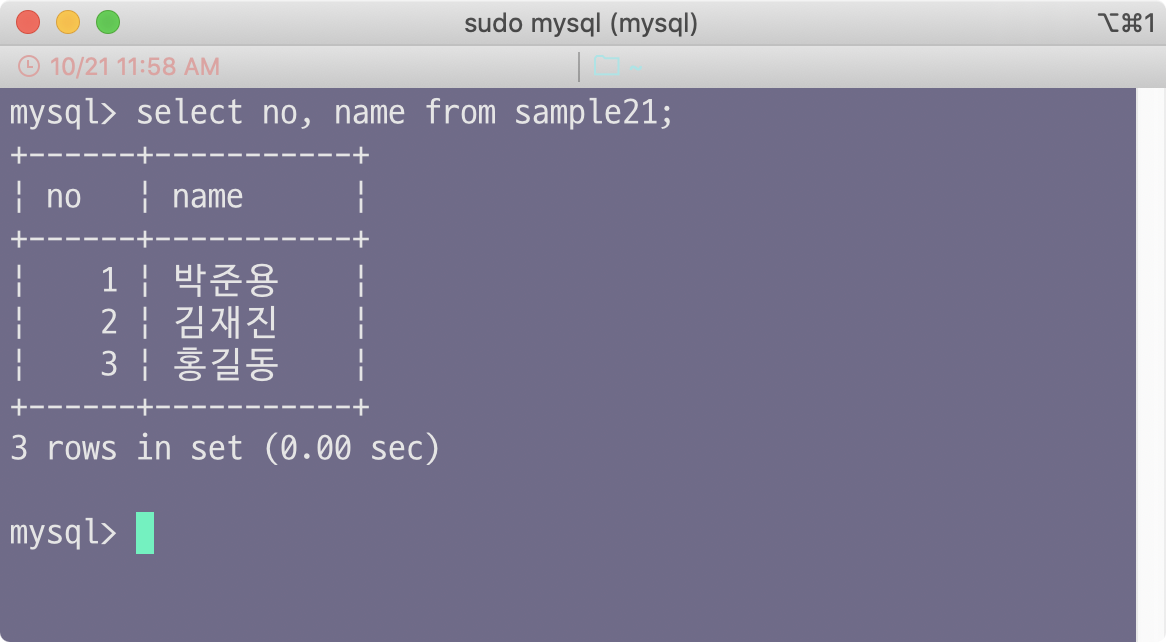 sudo mysql (mysql)
⌥⌘1
10/21 11:58 AM
~
mysql> select no, name from sample21;
+------+-----------+
| no   | name      |
+------+-----------+
|    1 | 박준용    |
|    2 | 김재진    |
|    3 | 홍길동    |
+------+-----------+
3 rows in set (0.00 sec)
mysql>